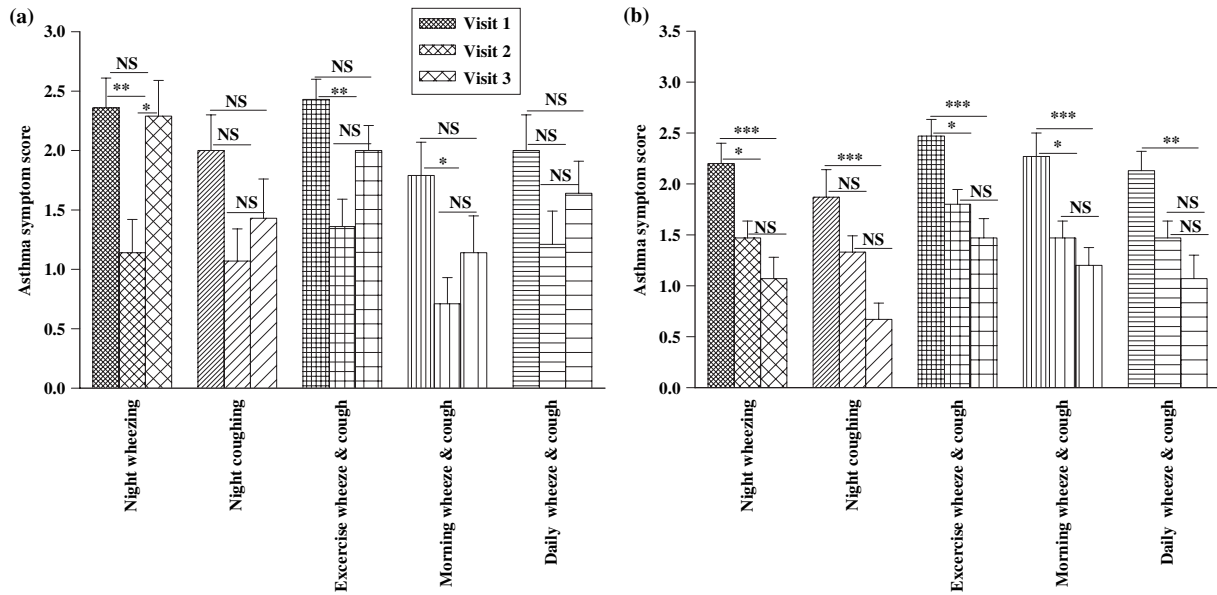 (a)
Asthma symptom score
3.0
2.5
2.0
1.5
1.0
0.5
0.0
Visit 1
Visit 2
Visit 3
NS
**
*
NS
NS
NS
NS
**
NS
NS
*
NS
NS
NS
NS
Night wheezing
Night coughing
Excercise wheeze & cough
Morning wheeze & cough
Daily wheeze & cough
(b)
Asthma symptom score
3.5
3.0
2.5
2.0
1.5
1.0
0.5
0.0
***
*
NS
***
NS
NS
***
*
NS
***
*
NS
**
NS
NS
Night wheezing
Night coughing
Excercise wheeze & cough
Morning wheeze & cough
Daily wheeze & cough